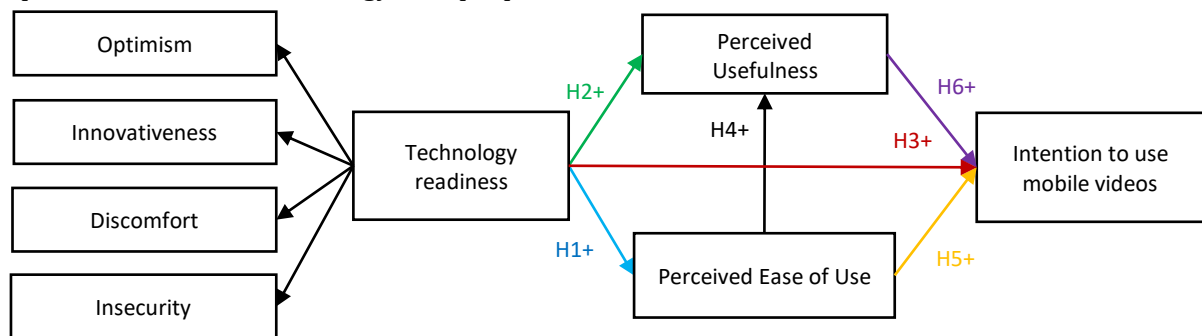 Optimism
Innovativeness
Discomfort
Insecurity
Technology
readiness
H2+
H1+
Perceived
Usefulness
H4+
H3+
Perceived Ease of Use
H6+
H5+
Intention to use
mobile videos